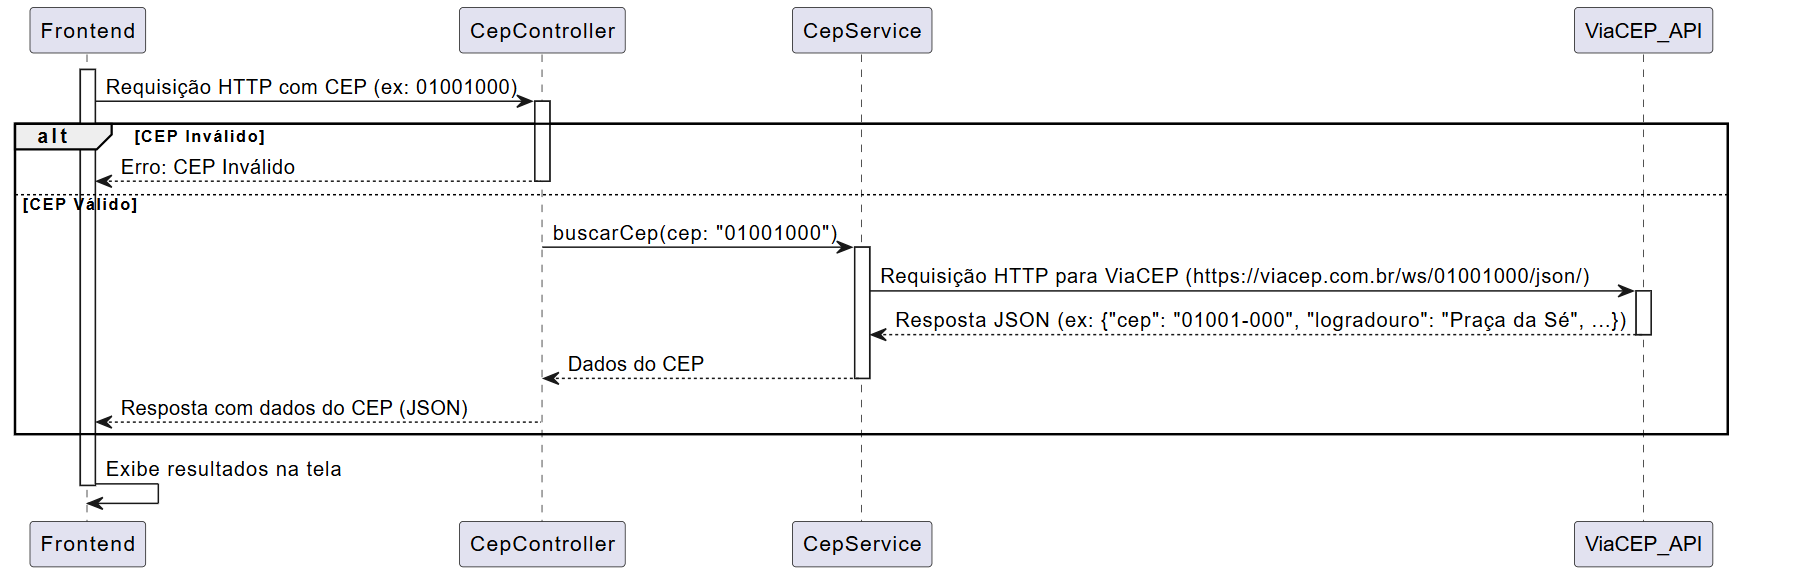 Frontend
CepController
CepService
ViaCEP_API
Requisição HTTP com CEP (ex: 01001000)
alt
[CEP Inválido]
Erro: CEP Inválido
[CEP Válido]
buscarCep(cep: "01001000")
Requisição HTTP para ViaCEP (https://viacep.com.br/ws/01001000/json/)
Resposta JSON (ex: {"cep": "01001-000", "logradouro": "Praça da Sé", ...})
Dados do CEP
Resposta com dados do CEP (JSON)
Exibe resultados na tela
Frontend
CepController
CepService
ViaCEP_API